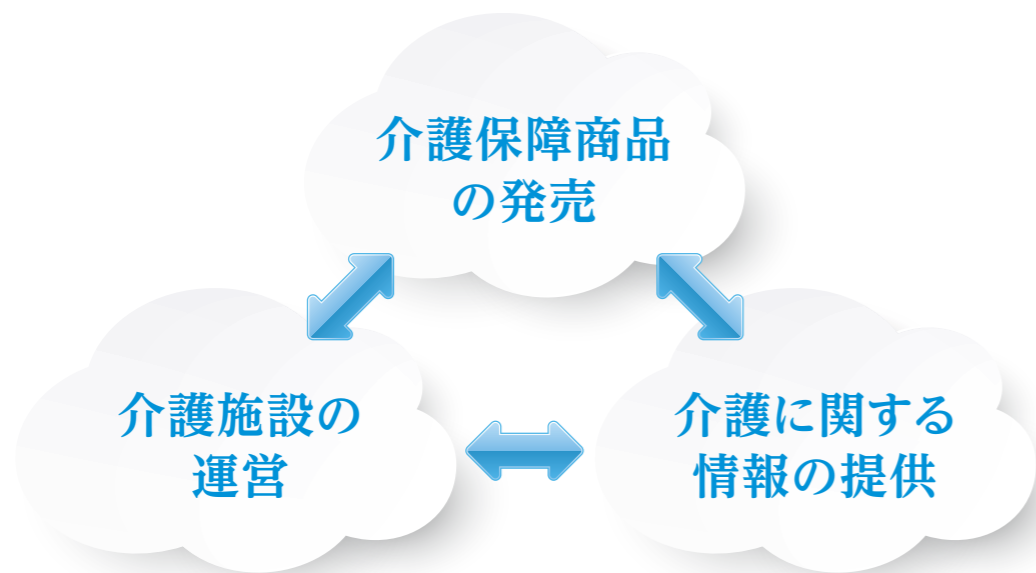 介護保障商品
の発売
介護施設の
運営
介護に関する
情報の提供